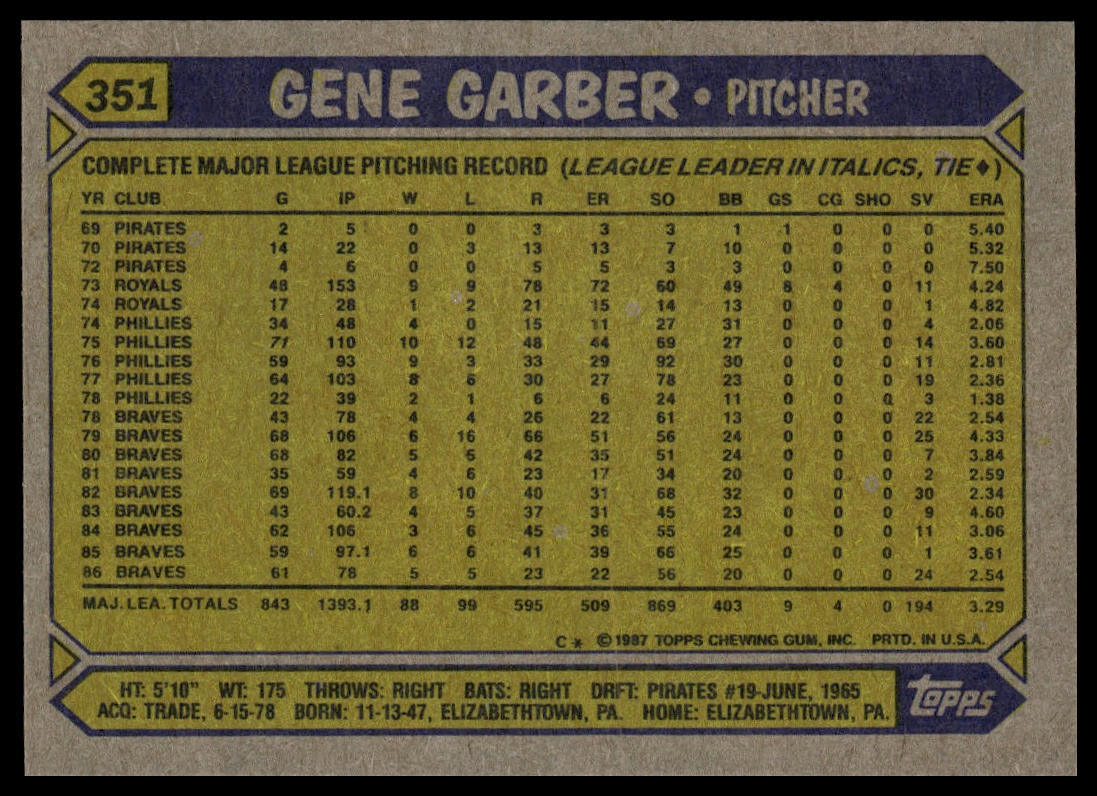 351 GENE GARBER • PITCHER
COMPLETE MAJOR LEAGUE PITCHING RECORD (LEAGUE LEADER IN ITALICS, TIE♦)
YR CLUB G IP W L R ER SO BB GS CG SHO SV ERA
69 PIRATES 2 5 0 0 3 3 3 1 1 0 0 0 5.40
70 PIRATES 14 22 0 3 13 13 7 10 0 0 0 0 5.32
72 PIRATES 4 6 0 0 5 5 3 3 0 0 0 0 7.50
73 ROYALS 48 153 9 9 78 72 60 49 8 4 0 11 4.24
74 ROYALS 17 28 1 2 21 15 14 13 0 0 0 1 4.82
74 PHILLIES 34 48 4 0 15 11 27 31 0 0 0 4 2.06
75 PHILLIES 71 110 10 12 48 44 69 27 0 0 0 14 3.60
76 PHILLIES 59 93 9 3 33 29 92 30 0 0 0 11 2.81
77 PHILLIES 64 103 8 6 30 27 78 23 0 0 0 19 2.36
78 PHILLIES 22 39 2 1 6 6 24 11 0 0 0 3 1.38
78 BRAVES 43 78 4 4 26 22 61 13 0 0 0 22 2.54
79 BRAVES 68 106 6 16 66 51 56 24 0 0 0 25 4.33
80 BRAVES 68 82 5 5 42 35 51 24 0 0 0 7 3.84
81 BRAVES 35 59 4 6 23 17 34 20 0 0 0 2 2.59
82 BRAVES 69 119.1 8 10 40 31 68 32 0 0 0 30 2.34
83 BRAVES 43 60.2 4 5 37 31 45 23 0 0 0 9 4.60
84 BRAVES 62 106 3 6 45 36 55 24 0 0 0 11 3.06
85 BRAVES 59 97.1 6 6 41 39 66 25 0 0 0 1 3.61
86 BRAVES 61 78 5 5 23 22 56 20 0 0 0 24 2.54
MAJ. LEA. TOTALS 843 1393.1 88 99 595 509 869 403 9 4 0 194 3.29
C* ©1987 TOPPS CHEWING GUM, INC. PRTD. IN U.S.A.
HT: 5'10" WT: 175 THROWS: RIGHT BATS: RIGHT DRFT: PIRATES #19-JUNE, 1965
ACQ: TRADE, 6-15-78 BORN: 11-13-47, ELIZABETHTOWN, PA. HOME: ELIZABETHTOWN, PA.
topps